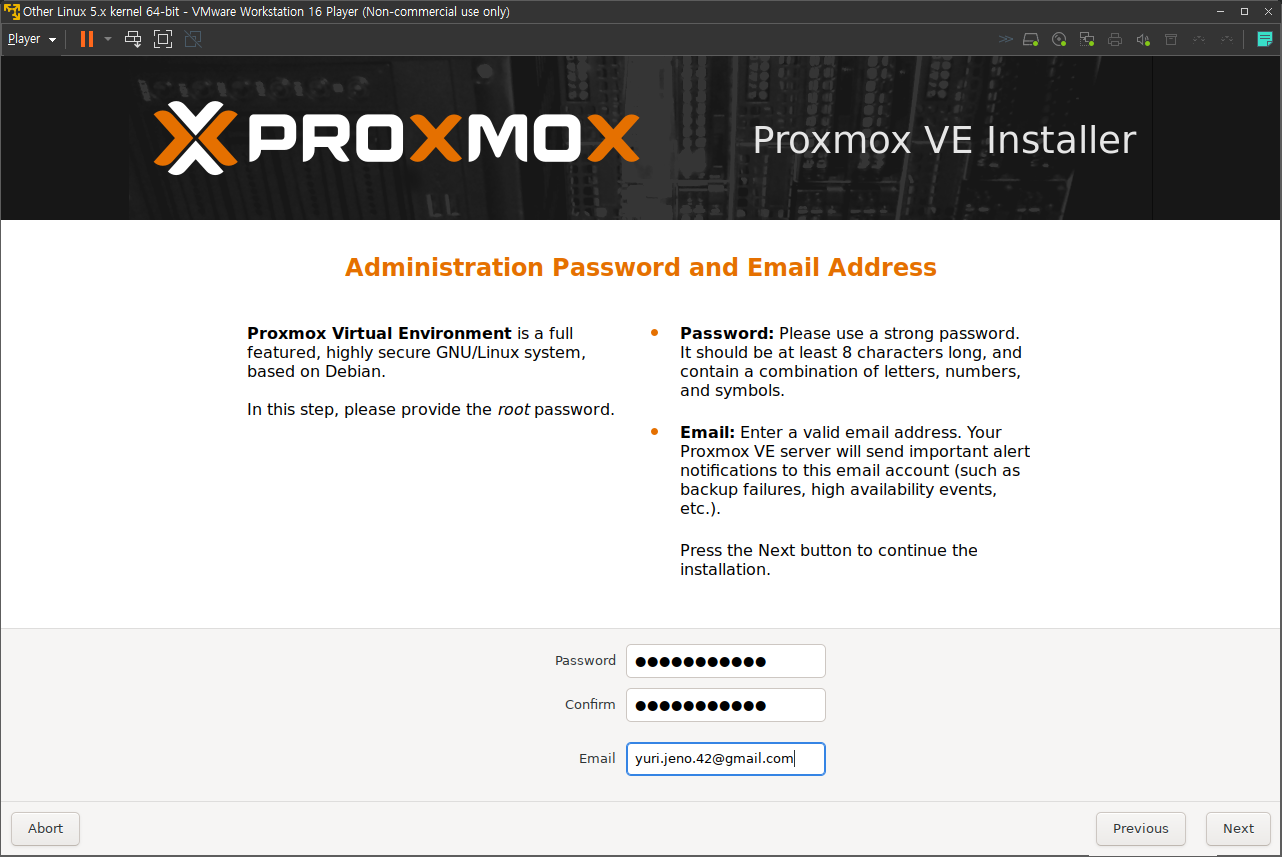 Other Linux 5.x kernel 64-bit - VMware Workstation 16 Player (Non-commercial use only)
Player
PROXMOX
Proxmox VE Installer
Administration Password and Email Address
Proxmox Virtual Environment is a full
featured, highly secure GNU/Linux system,
based on Debian.
In this step, please provide the root password.
Password: Please use a strong password.
It should be at least 8 characters long, and
contain a combination of letters, numbers,
and symbols.
Email: Enter a valid email address. Your
Proxmox VE server will send important alert
notifications to this email account (such as
backup failures, high availability events,
etc.).
Press the Next button to continue the
installation.
Password ●●●●●●●●●●●
Confirm ●●●●●●●●●●●
Email yuri.jeno.42@gmail.com
Abort Previous Next